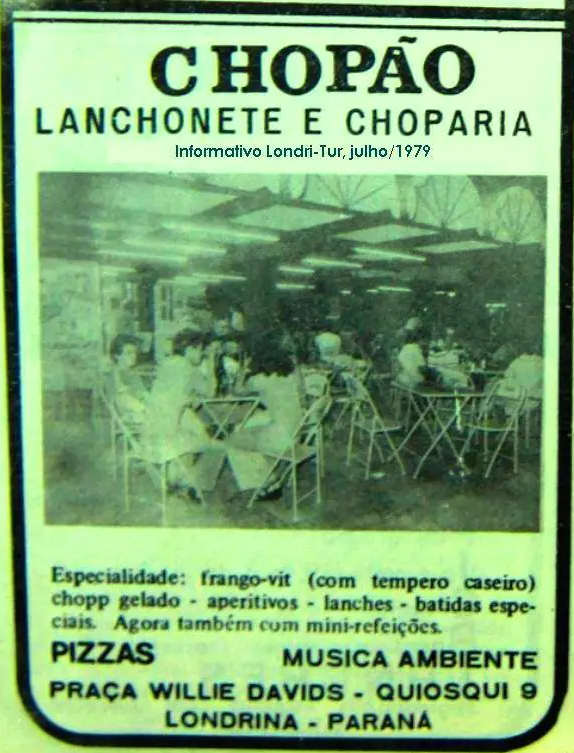 CHOPÃO
LANCHONETE E CHOPARIA
Informativo Londri-Tur, julho/1979
Especialidade: frango-vit (com tempero caseiro)
chopp gelado - aperitivos - lanches - batidas espe-
ciais. Agora também com mini-refeições.
PIZZAS MUSICA AMBIENTE
PRAÇA WILLIE DAVIDS - QUIOSQUI 9
LONDRINA - PARANÁ